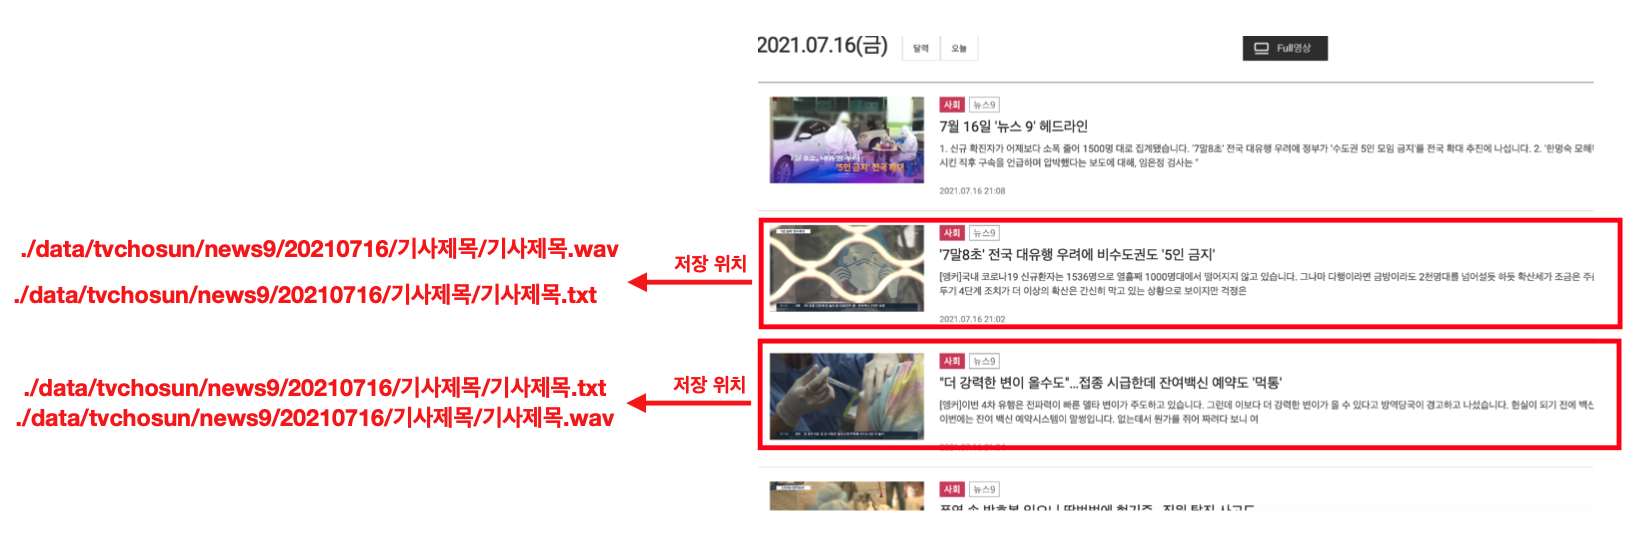 2021.07.16(금)
달력
오늘
Full영상
사회 뉴스9
7월 16일 '뉴스 9' 헤드라인
1. 신규 확진자가 어제보다 소폭 줄어 1500명 대로 집계됐습니다. '7말8초' 전국 대유행 우려에 정부가 '수도권 5인 모임 금지'를 전국 확대 추진에 나섭니다. 2. '한명숙 모해
시킨 직후 구속을 언급하며 압박했다는 보도에 대해, 임은정 검사는 "
2021.07.16 21:08
'5인 금지' 전국 확대
./data/tvchosun/news9/20210716/기사제목/기사제목.wav
./data/tvchosun/news9/20210716/기사제목/기사제목.txt
저장 위치
사회 뉴스9
'7말8초' 전국 대유행 우려에 비수도권도 '5인 금지'
[앵커]국내 코로나19 신규환자는 1536명으로 열흘째 1000명대에서 떨어지지 않고 있습니다. 그나마 다행이라면 금방이라도 2천명대를 넘어설듯 하듯 확산세가 조금은 주
두기 4단계 조치가 더 이상의 확산은 간신히 막고 있는 상황으로 보이지만 걱정은
2021.07.16 21:02
./data/tvchosun/news9/20210716/기사제목/기사제목.txt
./data/tvchosun/news9/20210716/기사제목/기사제목.wav
저장 위치
사회 뉴스9
"더 강력한 변이 올수도"...접종 시급한데 잔여백신 예약도 '먹통'
[앵커]이번 4차 유행은 전파력이 빠른 델타 변이가 주도하고 있습니다. 그런데 이보다 더 강력한 변이가 올 수 있다고 방역당국이 경고하고 나섰습니다. 현실이 되기 전에 백신
이번에는 잔여 백신 예약시스템이 말썽입니다. 없는데서 뭔가를 쥐어 짜려다 보니 여
사회 뉴스9